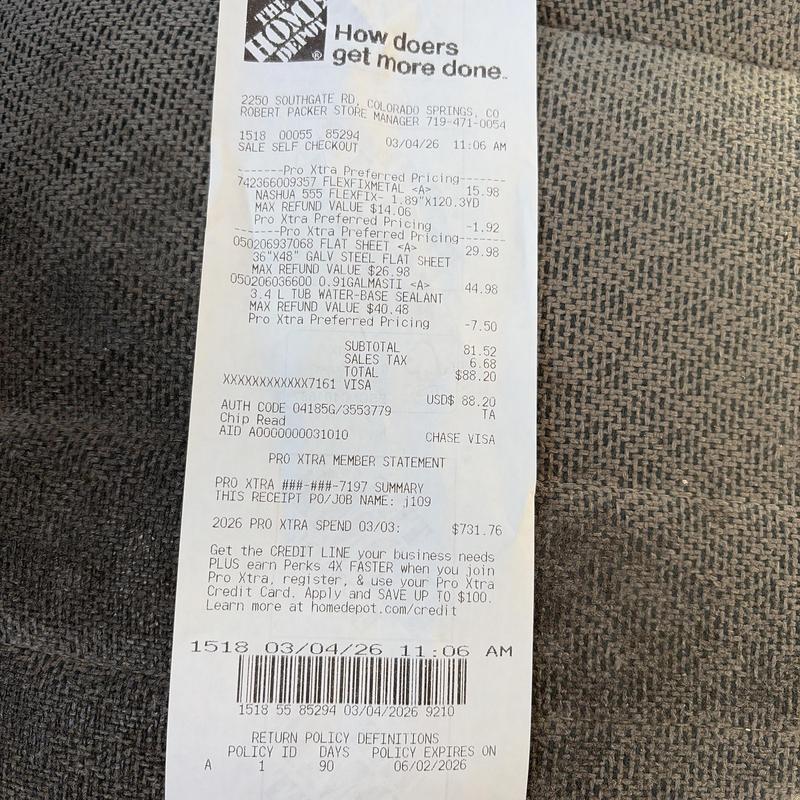 THE
HOME
DEPOT
®
How doers
get more done™
2250 SOUTHGATE RD, COLORADO SPRINGS, CO
ROBERT PACKER STORE MANAGER 719-471-0054
1518 00055 85294 03/04/26 11:06 AM
SALE SELF CHECKOUT
-------Pro Xtra Preferred Pricing-------
742366009357 FLEXFIXMETAL <A> 15.98
NASHUA 555 FLEXFIX- 1.89"X120.3YD
MAX REFUND VALUE $14.06
Pro Xtra Preferred Pricing -1.92
-------Pro Xtra Preferred Pricing-------
050206937068 FLAT SHEET <A> 29.98
36"X48" GALV STEEL FLAT SHEET
MAX REFUND VALUE $26.98
050206036600 0.91GALMASTI <A> 44.98
3.4 L TUB WATER-BASE SEALANT
MAX REFUND VALUE $40.48
Pro Xtra Preferred Pricing -7.50
SUBTOTAL 81.52
SALES TAX 6.68
TOTAL $88.20
XXXXXXXXXXXX7161 VISA
USD$ 88.20
AUTH CODE 04185G/3553779 TA
Chip Read
AID A0000000031010 CHASE VISA
PRO XTRA MEMBER STATEMENT
PRO XTRA ###-###-7197 SUMMARY
THIS RECEIPT PO/JOB NAME: j109
2026 PRO XTRA SPEND 03/03: $731.76
Get the CREDIT LINE your business needs
PLUS earn Perks 4X FASTER when you join
Pro Xtra, register, & use your Pro Xtra
Credit Card. Apply and SAVE UP TO $100.
Learn more at homedepot.com/credit
1518 03/04/26 11:06 AM
1518 55 85294 03/04/2026 9210
RETURN POLICY DEFINITIONS
POLICY ID DAYS POLICY EXPIRES ON
A 1 90 06/02/2026